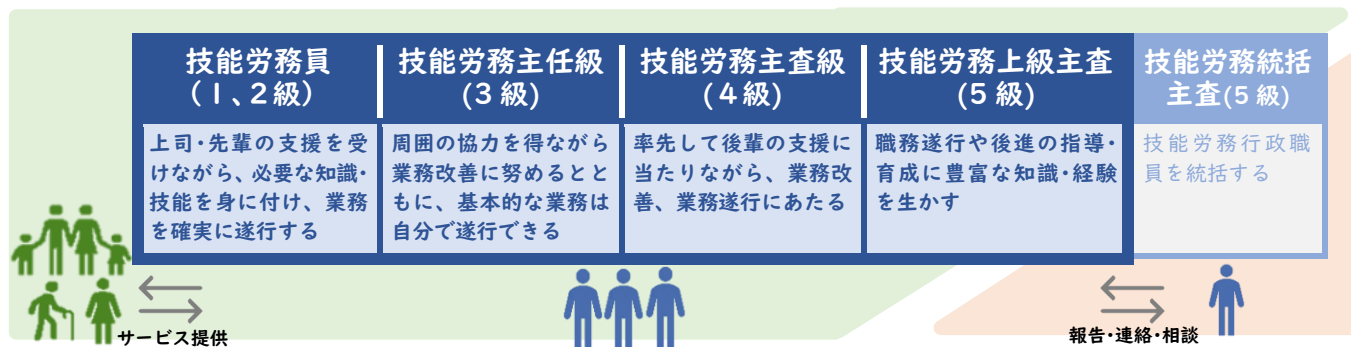 技能労務員
（１、２級）
上司・先輩の支援を受
けながら、必要な知識・
技能を身に付け、業務
を確実に遂行する
技能労務主任級
(３級)
周囲の協力を得ながら
業務改善に努めるとと
もに、基本的な業務は
自分で遂行できる
技能労務主査級
(４級)
率先して後輩の支援に
当たりながら、業務改
善、業務遂行にあたる
技能労務上級主査
(５級)
職務遂行や後進の指導・
育成に豊富な知識・経験
を生かす
技能労務統括
主査(５級)
技能労務行政職
員を統括する
サービス提供
報告・連絡・相談